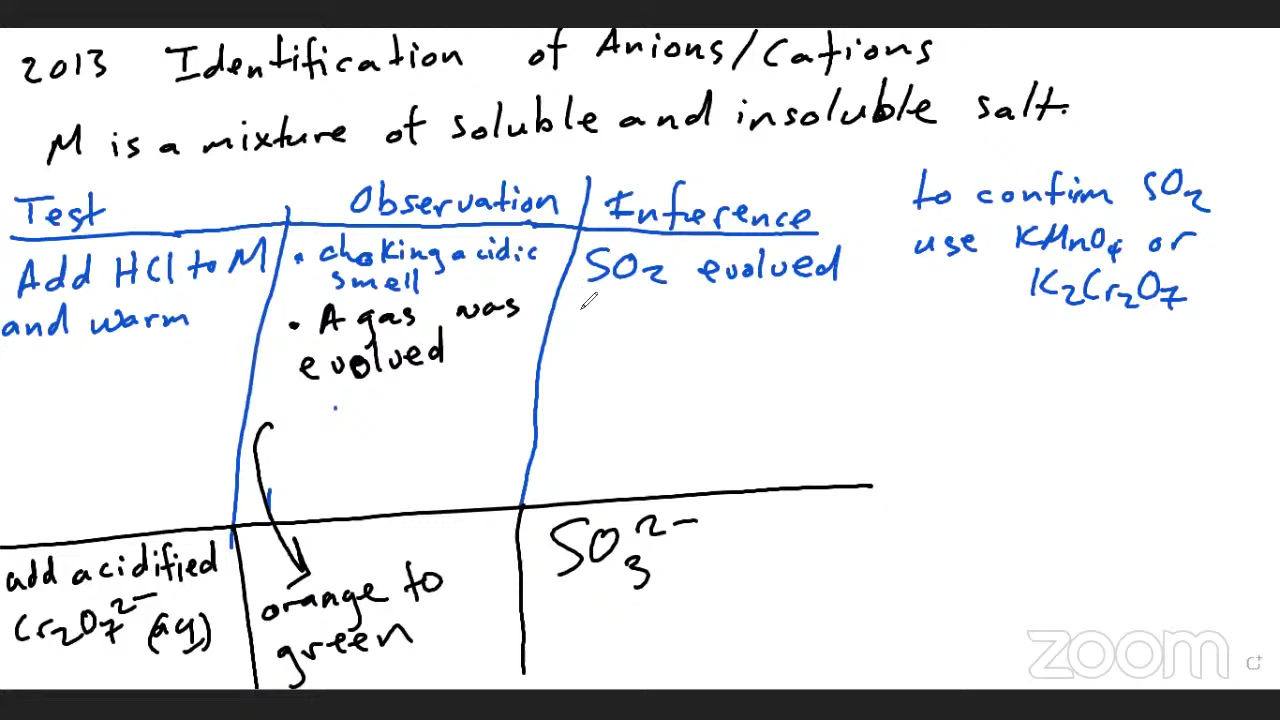 2013 Identification of Anions/Cations
M is a mixture of soluble and insoluble salt.
Test
Add HCl to M
and warm
Observation
• choking acidic
smell
• A gas was
evolved
Inference
SO2 evolved
to confirm SO2
use KMnO4 or
K2Cr2O7
add acidified
Cr2O7 2− (aq)
orange to
green
SO3 2−
zoom